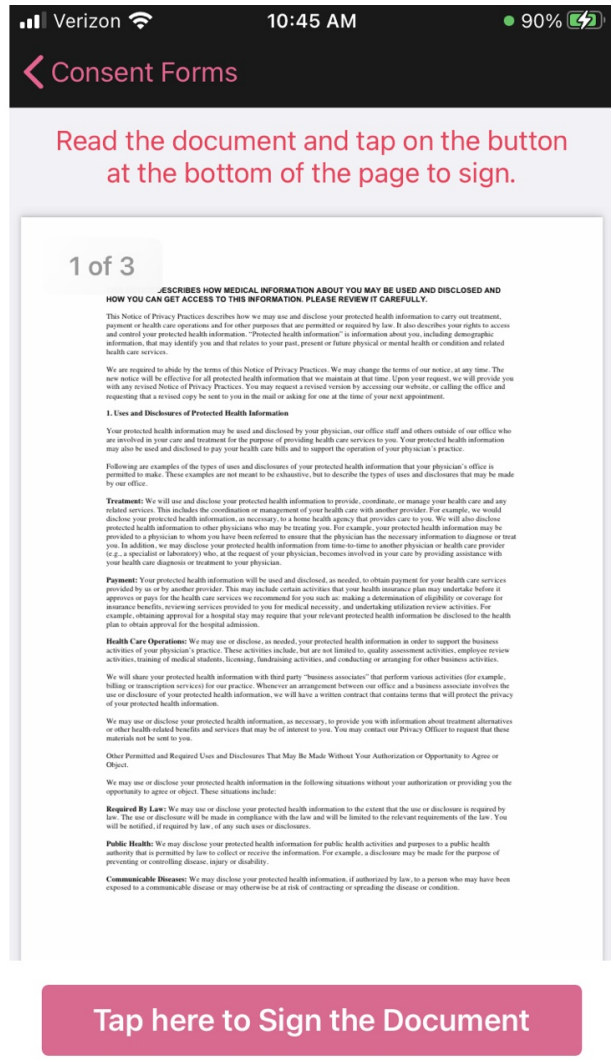 Verizon 10:45 AM 90%
Consent Forms
Read the document and tap on the button
at the bottom of the page to sign.
1 of 3
DESCRIBES HOW MEDICAL INFORMATION ABOUT YOU MAY BE USED AND DISCLOSED AND
HOW YOU CAN GET ACCESS TO THIS INFORMATION. PLEASE REVIEW IT CAREFULLY.
This Notice of Privacy Practices describes how we may use and disclose your protected health information to carry out treatment,
payment or health care operations and for other purposes that are permitted or required by law. It also describes your rights to access
and control your protected health information. "Protected health information" is information about you, including demographic
information, that may identify you and that relates to your past, present or future physical or mental health or condition and related
health care services.
We are required to abide by the terms of this Notice of Privacy Practices. We may change the terms of our notice, at any time. The
new notice will be effective for all protected health information that we maintain at that time. Upon your request, we will provide you
with any revised Notice of Privacy Practices. You may request a revised version by accessing our website, or calling the office and
requesting that a revised copy be sent to you in the mail or asking for one at the time of your next appointment.
1. Uses and Disclosures of Protected Health Information
Your protected health information may be used and disclosed by your physician, our office staff and others outside of our office who
are involved in your care and treatment for the purpose of providing health care services to you. Your protected health information
may also be used and disclosed to pay your health care bills and to support the operation of your physician's practice.
Following are examples of the types of uses and disclosures of your protected health information that your physician's office is
permitted to make. These examples are not meant to be exhaustive, but to describe the types of uses and disclosures that may be made
by our office.
Treatment: We will use and disclose your protected health information to provide, coordinate, or manage your health care and any
related services. This includes the coordination or management of your health care with another provider. For example, we would
disclose your protected health information, as necessary, to a home health agency that provides care to you. We will also disclose
protected health information to other physicians who may be treating you. For example, your protected health information may be
provided to a physician to whom you have been referred to ensure that the physician has the necessary information to diagnose or treat
you. In addition, we may disclose your protected health information from time-to-time to another physician or health care provider
(e.g., a specialist or laboratory) who, at the request of your physician, becomes involved in your care by providing assistance with
your health care diagnosis or treatment to your physician.
Payment: Your protected health information will be used and disclosed, as needed, to obtain payment for your health care services
provided by us or by another provider. This may include certain activities that your health insurance plan may undertake before it
approves or pays for the health care services we recommend for you such as: making a determination of eligibility or coverage for
insurance benefits, reviewing services provided to you for medical necessity, and undertaking utilization review activities. For
example, obtaining approval for a hospital stay may require that your relevant protected health information be disclosed to the health
plan to obtain approval for the hospital admission.
Health Care Operations: We may use or disclose, as needed, your protected health information in order to support the business
activities of your physician's practice. These activities include, but are not limited to, quality assessment activities, employee review
activities, training of medical students, licensing, fundraising activities, and conducting or arranging for other business activities.
We will share your protected health information with third party "business associates" that perform various activities (for example,
billing or transcription services) for our practice. Whenever an arrangement between our office and a business associate involves the
use or disclosure of your protected health information, we will have a written contract that contains terms that will protect the privacy
of your protected health information.
We may use or disclose your protected health information, as necessary, to provide you with information about treatment alternatives
or other health-related benefits and services that may be of interest to you. You may contact our Privacy Officer to request that these
materials not be sent to you.
Other Permitted and Required Uses and Disclosures That May Be Made Without Your Authorization or Opportunity to Agree or
Object.
We may use or disclose your protected health information in the following situations without your authorization or providing you the
opportunity to agree or object. These situations include:
Required By Law: We may use or disclose your protected health information to the extent that the use or disclosure is required by
law. The use or disclosure will be made in compliance with the law and will be limited to the relevant requirements of the law. You
will be notified, if required by law, of any such uses or disclosures.
Public Health: We may disclose your protected health information for public health activities and purposes to a public health
authority that is permitted by law to collect or receive the information. For example, a disclosure may be made for the purpose of
preventing or controlling disease, injury or disability.
Communicable Diseases: We may disclose your protected health information, if authorized by law, to a person who may have been
exposed to a communicable disease or may otherwise be at risk of contracting or spreading the disease or condition.
Tap here to Sign the Document